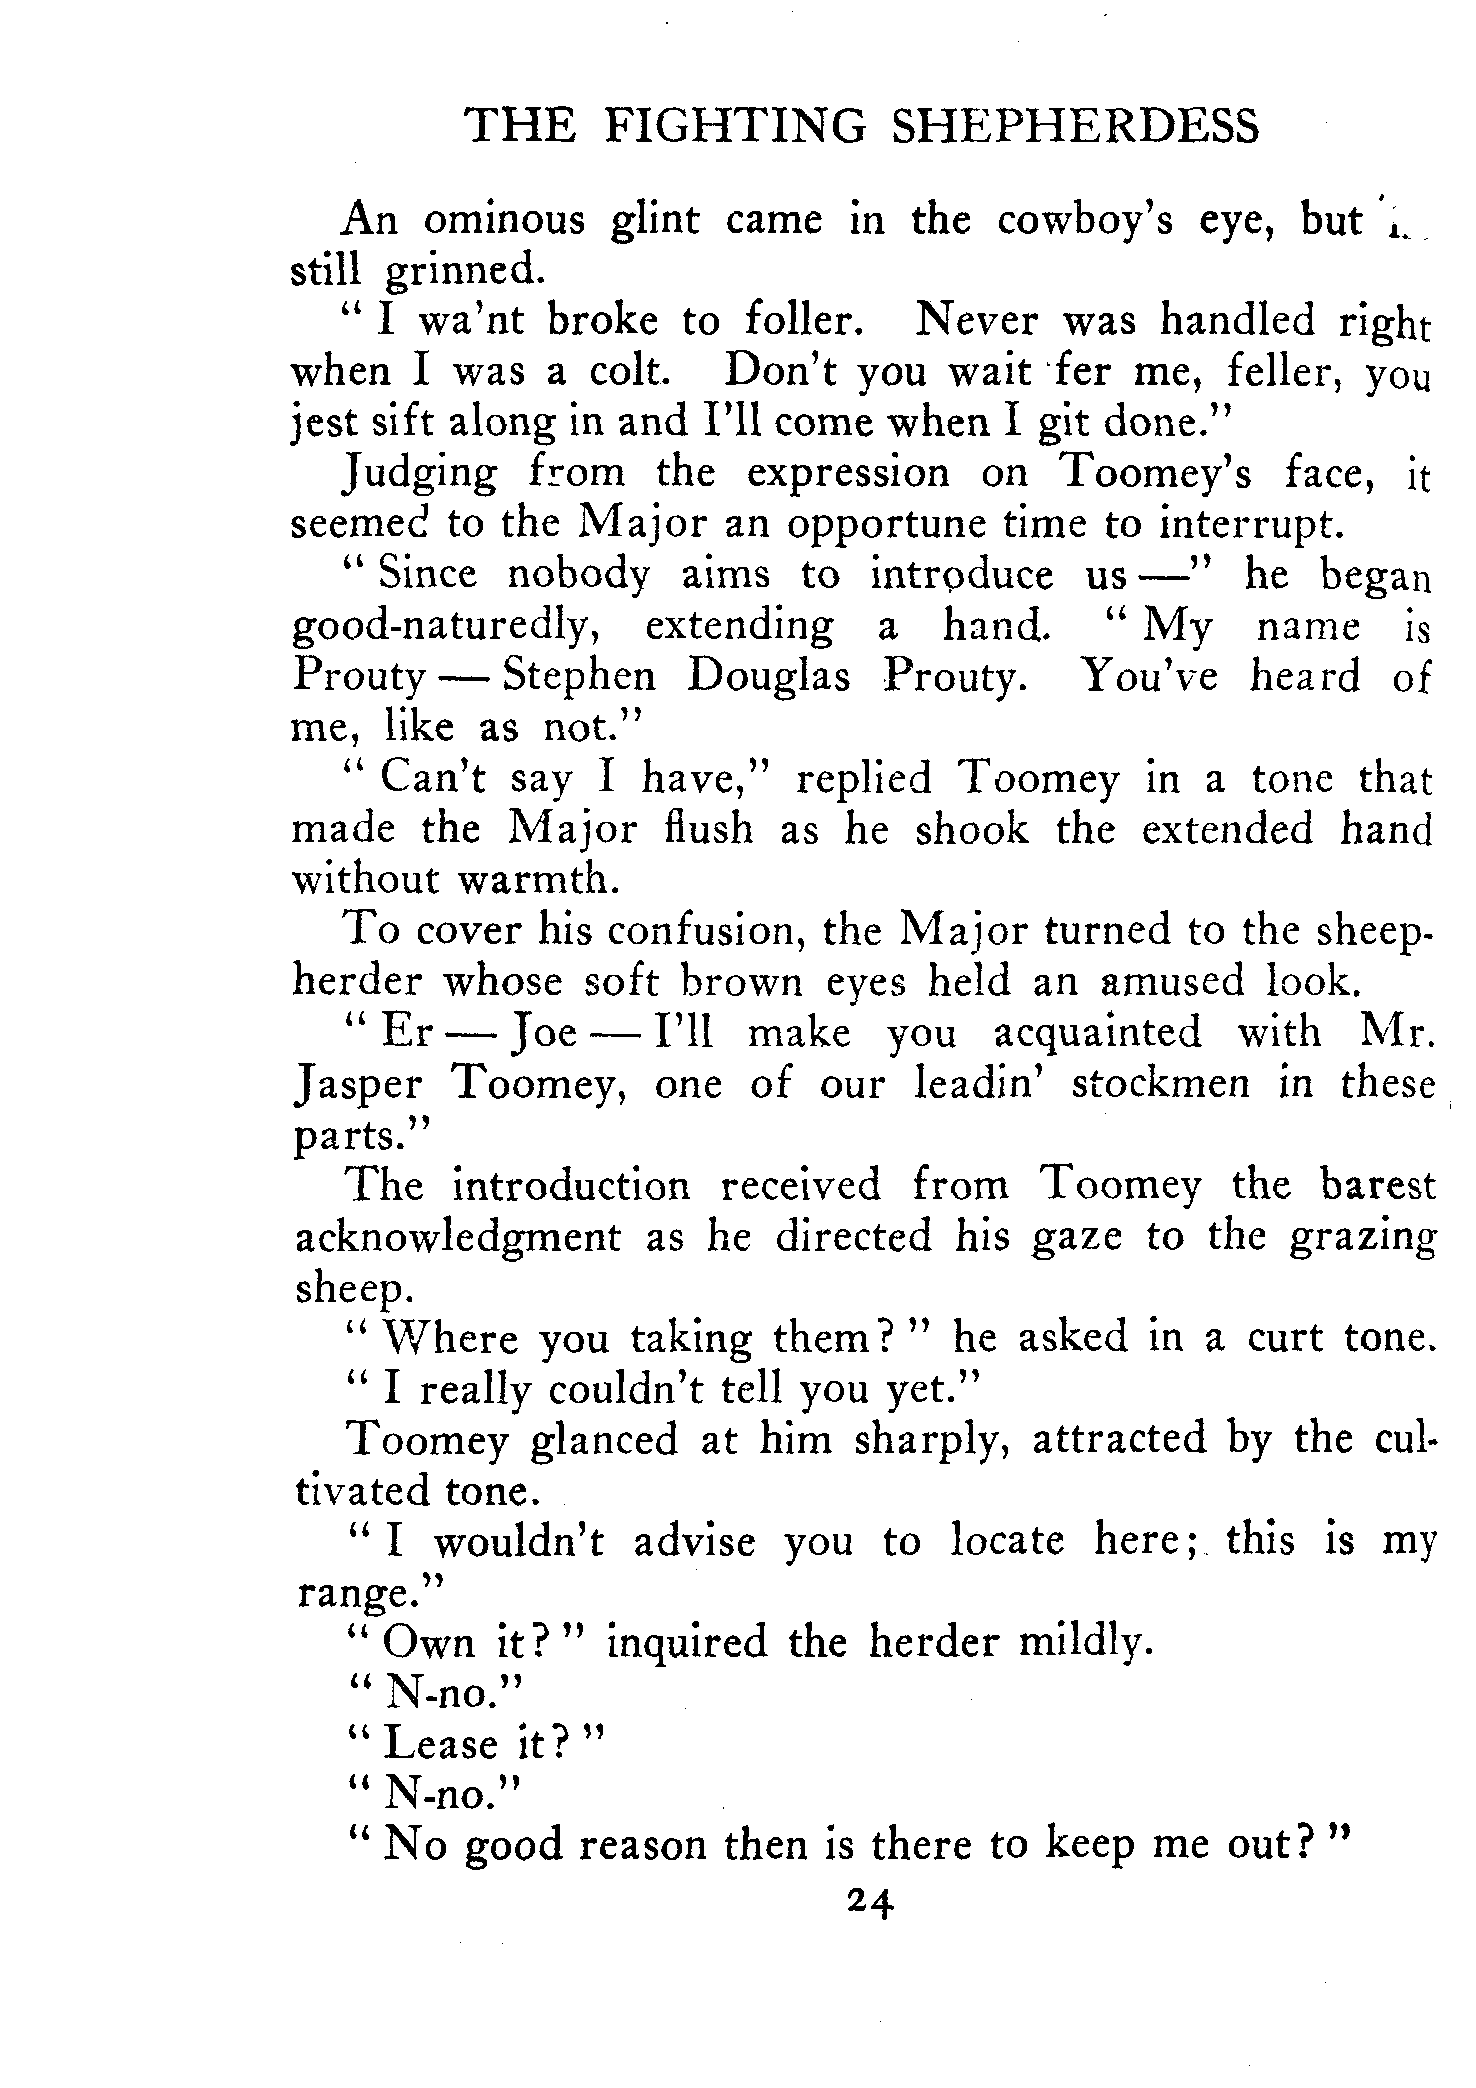 THE FIGHTING SHEPHERDESS
An ominous glint came in the cowboy's eye, but
still grinned.
" I wa'nt broke to foller. Never was handled right
when I was a colt. Don't you wait fer me, feller, you
jest sift along in and I'll come when I git done."
Judging from the expression on Toomey's face, it
seemed to the Major an opportune time to interrupt.
" Since nobody aims to introduce us —" he began
good-naturedly, extending a hand. " My name is
Prouty — Stephen Douglas Prouty. You've heard of
me, like as not."
" Can't say I have," replied Toomey in a tone that
made the Major flush as he shook the extended hand
without warmth.
To cover his confusion, the Major turned to the sheep-
herder whose soft brown eyes held an amused look.
" Er — Joe — I'll make you acquainted with Mr.
Jasper Toomey, one of our leadin' stockmen in these
parts."
The introduction received from Toomey the barest
acknowledgment as he directed his gaze to the grazing
sheep.
" Where you taking them? " he asked in a curt tone.
" I really couldn't tell you yet."
Toomey glanced at him sharply, attracted by the cul-
tivated tone.
" I wouldn't advise you to locate here; this is my
range."
" Own it? " inquired the herder mildly.
" N-no."
" Lease it? "
" N-no."
" No good reason then is there to keep me out? "
24